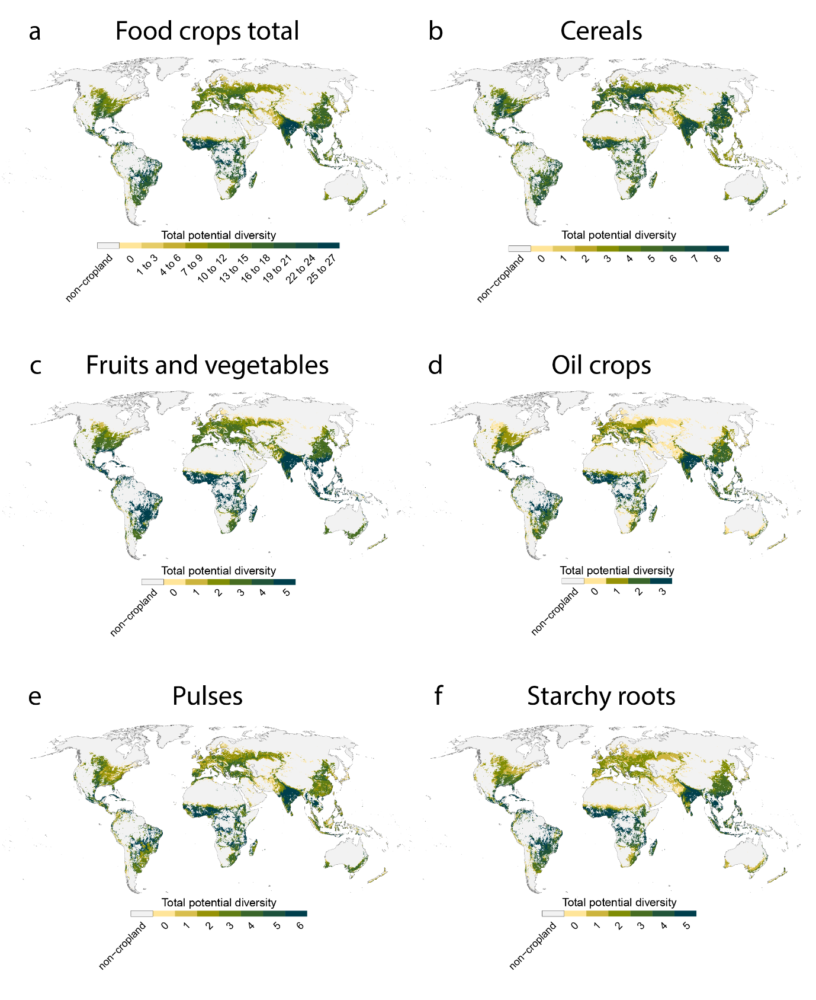 a Food crops total
b Cereals
Total potential diversity
non−cropland 0 1 to 3 4 to 6 7 to 9 10 to 12 13 to 15 16 to 18 19 to 21 22 to 24 25 to 27
Total potential diversity
non−cropland 0 1 2 3 4 5 6 7 8
c Fruits and vegetables
d Oil crops
Total potential diversity
non−cropland 0 1 2 3 4 5
Total potential diversity
non−cropland 0 1 2 3
e Pulses
f Starchy roots
Total potential diversity
non−cropland 0 1 2 3 4 5 6
Total potential diversity
non−cropland 0 1 2 3 4 5